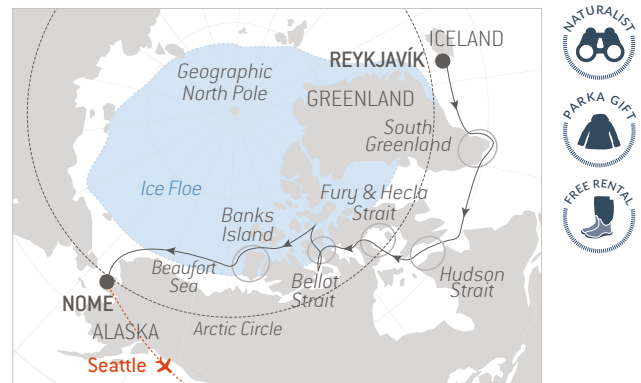 ICELAND
REYKJAVÍK
Geographic
North Pole
GREENLAND
South
Greenland
Ice Floe
Fury & Hecla
Strait
Banks
Island
Beaufort
Sea
Bellot
Strait
Hudson
Strait
NOME
ALASKA
Arctic Circle
Seattle
NATURALIST
PARKA GIFT
FREE RENTAL